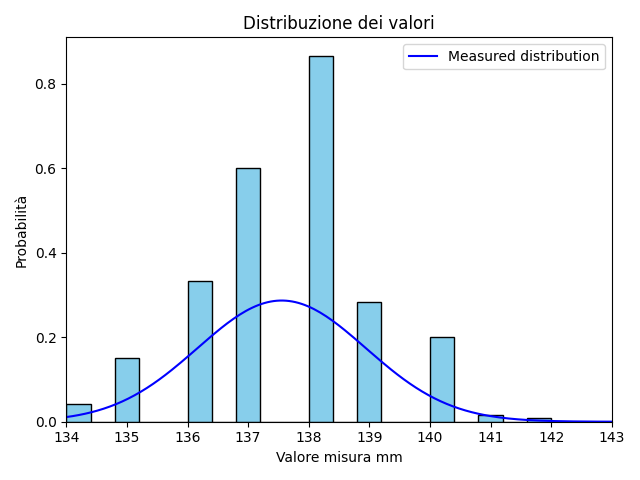 Distribuzione dei valori
Measured distribution
Probabilità
0.8
0.6
0.4
0.2
0.0
134 135 136 137 138 139 140 141 142 143
Valore misura mm